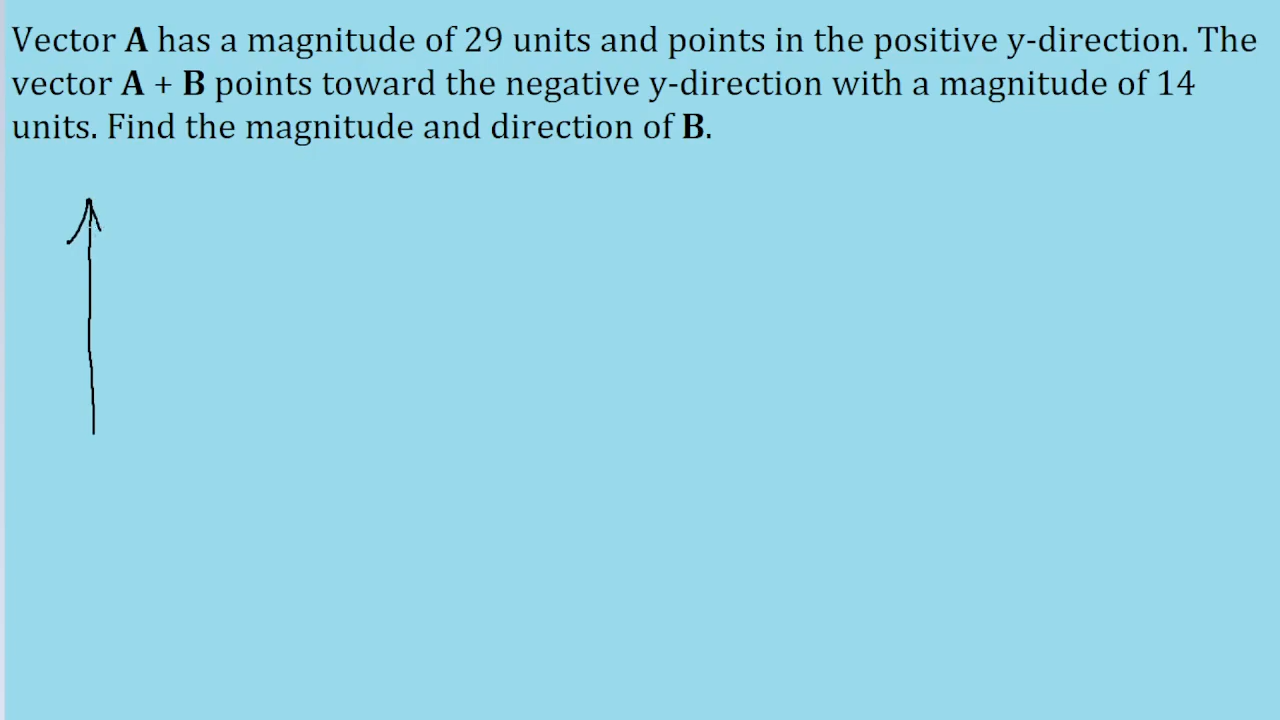 Vector A has a magnitude of 29 units and points in the positive y-direction. The
vector A + B points toward the negative y-direction with a magnitude of 14
units. Find the magnitude and direction of B.